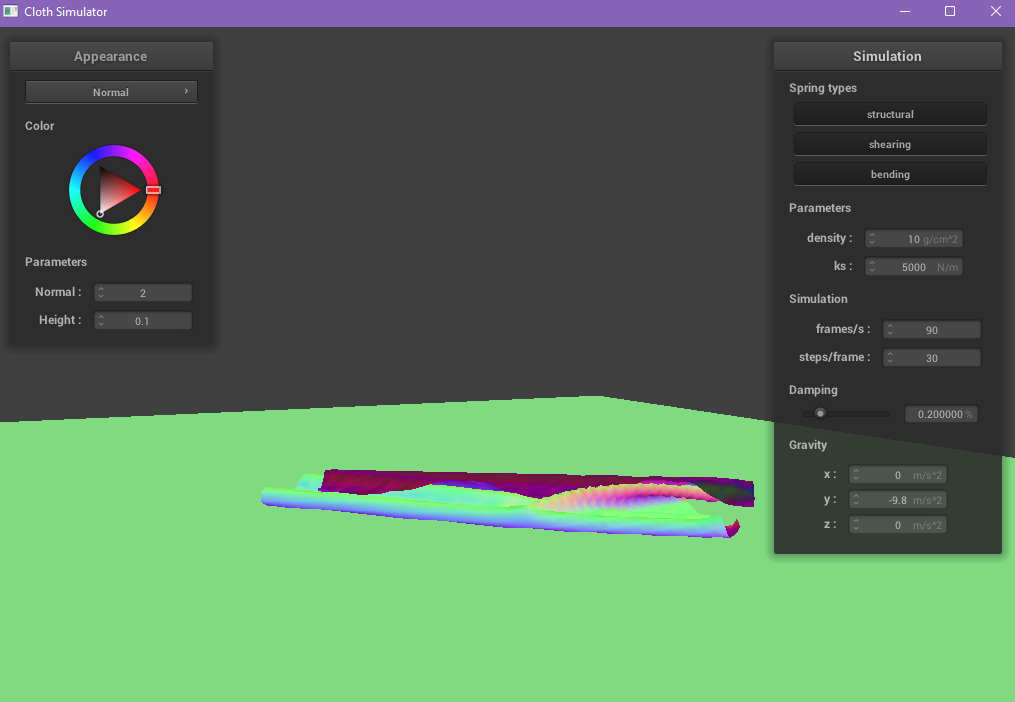 Cloth Simulator
Appearance
Normal
Color
Parameters
Normal : 2
Height : 0.1
Simulation
Spring types
structural
shearing
bending
Parameters
density : 10 g/cm^2
ks : 5000 N/m
Simulation
frames/s : 90
steps/frame : 30
Damping
0.200000 %
Gravity
x : 0 m/s^2
y : -9.8 m/s^2
z : 0 m/s^2